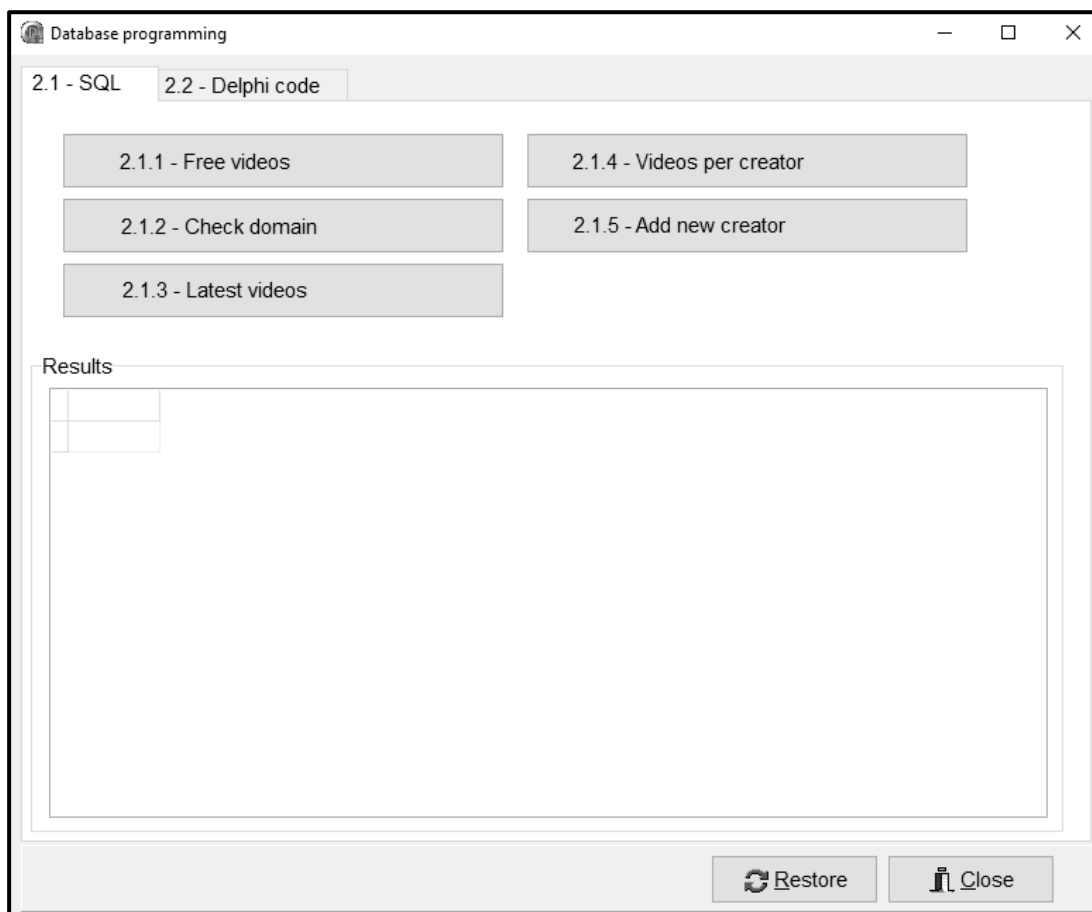 Database programming
2.1 - SQL
2.2 - Delphi code
2.1.1 - Free videos
2.1.4 - Videos per creator
2.1.2 - Check domain
2.1.5 - Add new creator
2.1.3 - Latest videos
Results
Restore
Close